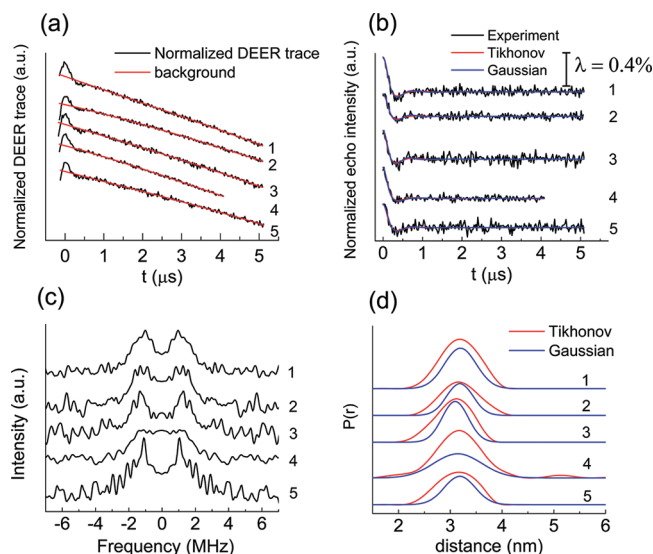 (a)
Normalized DEER trace (a.u.)
Normalized DEER trace
background
1
2
3
4
5
0 1 2 3 4 5
t (μs)
(b)
Normalized echo intensity (a.u.)
Experiment
Tikhonov
Gaussian
λ = 0.4%
1
2
3
4
5
0 1 2 3 4 5 6
t (μs)
(c)
Intensity (a.u.)
1
2
3
4
5
-6 -4 -2 0 2 4 6
Frequency (MHz)
(d)
P(r)
Tikhonov
Gaussian
1
2
3
4
5
2 3 4 5 6
distance (nm)